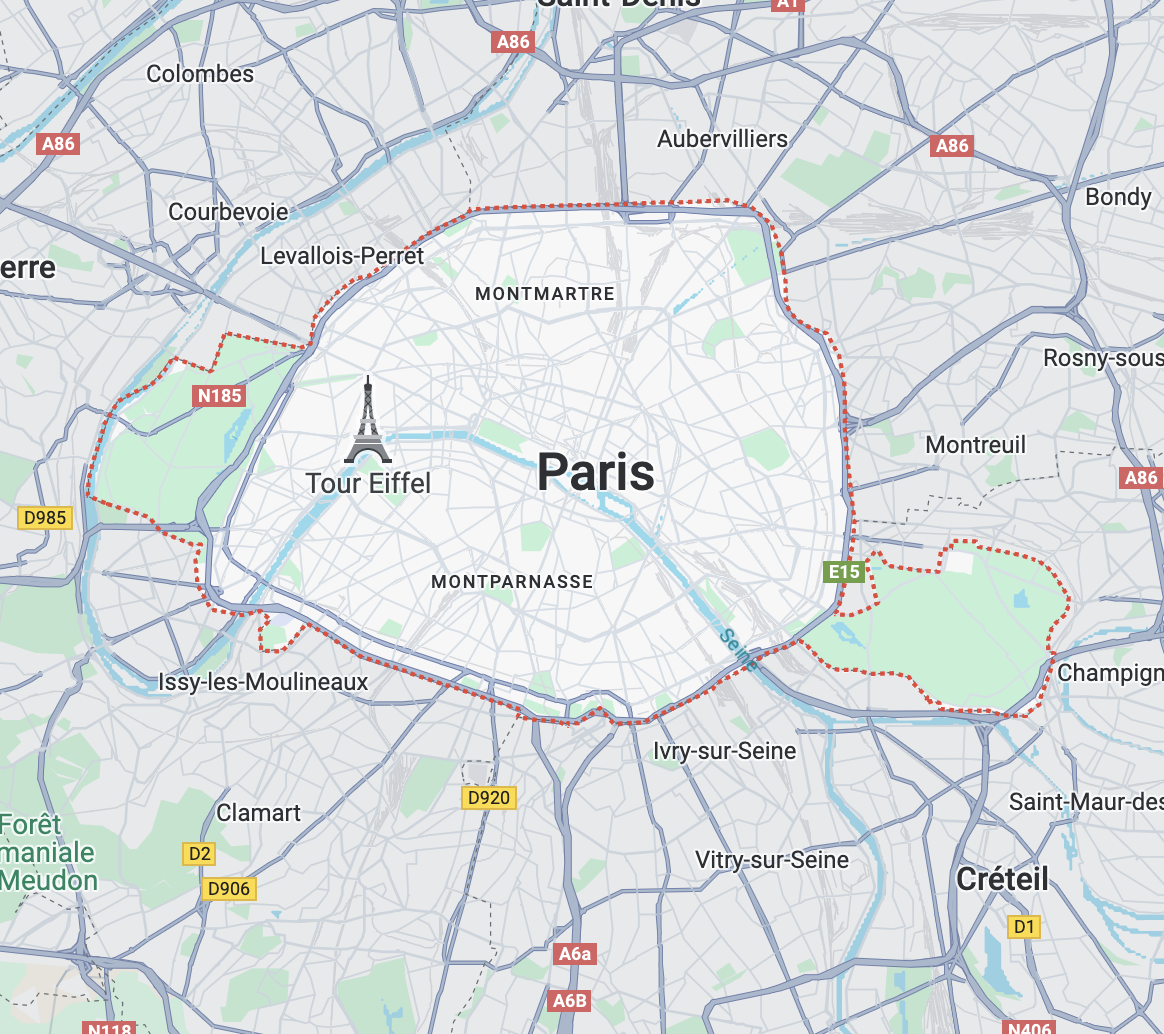 Saint-Denis
A1
A86
Colombes
Aubervilliers
A86
A86
Bondy
Courbevoie
Levallois-Perret
erre
MONTMARTRE
Rosny-sous
N185
Montreuil
Paris
Tour Eiffel
A86
D985
E15
MONTPARNASSE
Seine
Champign
Issy-les-Moulineaux
Ivry-sur-Seine
D920
Saint-Maur-des
Clamart
Forêt
maniale
Meudon
D2
Vitry-sur-Seine
Créteil
D906
D1
A6a
A6B
N118
N406